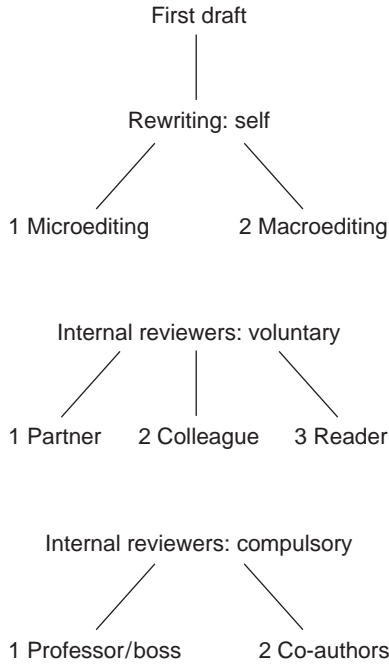 First draft
Rewriting: self
1 Microediting 2 Macroediting
Internal reviewers: voluntary
1 Partner 2 Colleague 3 Reader
Internal reviewers: compulsory
1 Professor/boss 2 Co-authors